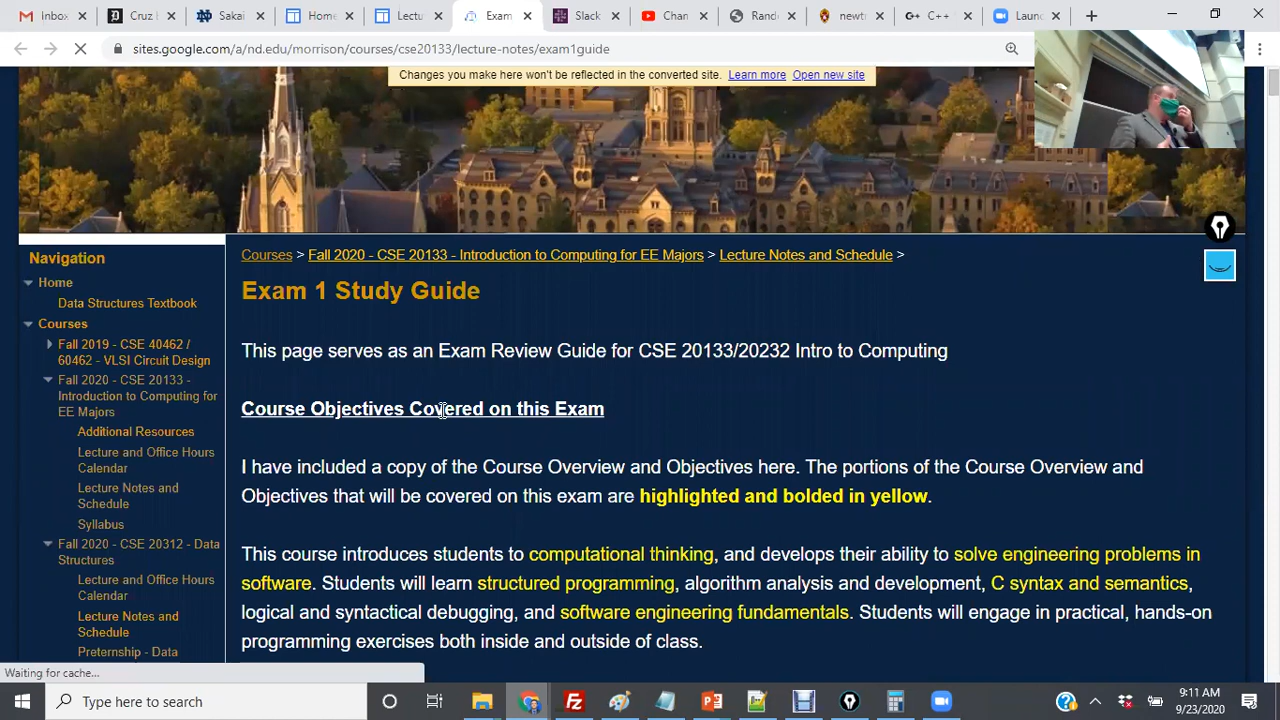 Inbox
Cruz b
Sakai
Home
Lectu
Exam
Slack
Chan
Rand
newt
C++ S
Laun
sites.google.com/a/nd.edu/morrison/courses/cse20133/lecture-notes/exam1guide
Changes you make here won't be reflected in the converted site. Learn more Open new site
Navigation
Home
Data Structures Textbook
Courses
Fall 2019 - CSE 40462 /
60462 - VLSI Circuit Design
Fall 2020 - CSE 20133 -
Introduction to Computing for
EE Majors
Additional Resources
Lecture and Office Hours
Calendar
Lecture Notes and
Schedule
Syllabus
Fall 2020 - CSE 20312 - Data
Structures
Lecture and Office Hours
Calendar
Lecture Notes and
Schedule
Preternship - Data
Courses > Fall 2020 - CSE 20133 - Introduction to Computing for EE Majors > Lecture Notes and Schedule >
Exam 1 Study Guide
This page serves as an Exam Review Guide for CSE 20133/20232 Intro to Computing
Course Objectives Covered on this Exam
I have included a copy of the Course Overview and Objectives here. The portions of the Course Overview and
Objectives that will be covered on this exam are highlighted and bolded in yellow.
This course introduces students to computational thinking, and develops their ability to solve engineering problems in
software. Students will learn structured programming, algorithm analysis and development, C syntax and semantics,
logical and syntactical debugging, and software engineering fundamentals. Students will engage in practical, hands-on
programming exercises both inside and outside of class.
Waiting for cache...
Type here to search
9:11 AM
9/23/2020